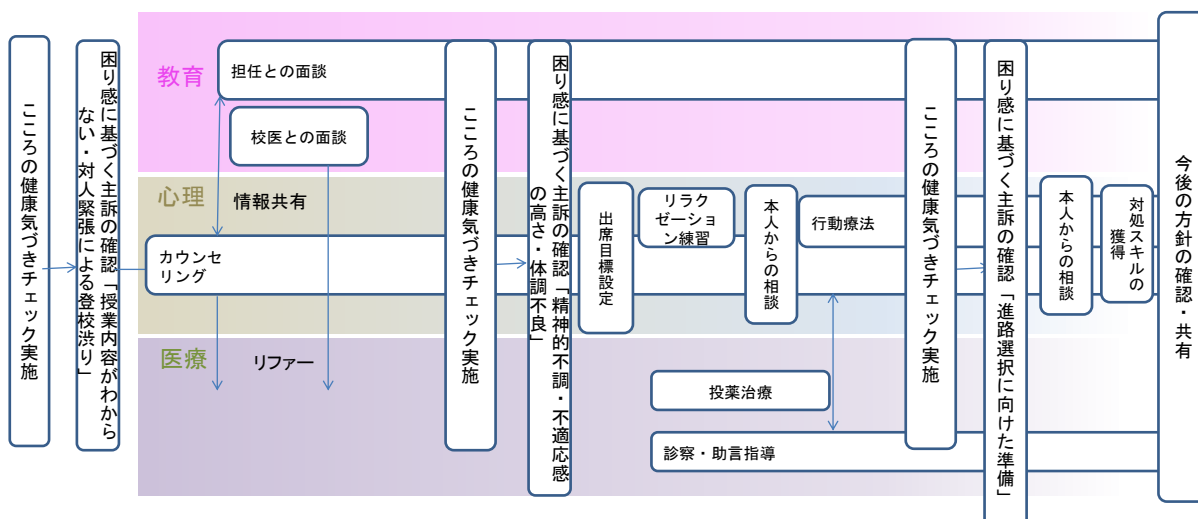 こころの健康気づきチェック実施
困り感に基づく主訴の確認「授業内容がわから
ない・対人緊張による登校渋り」
教育
担任との面談
校医との面談
心理
情報共有
カウンセ
リング
医療
リファー
こころの健康気づきチェック実施
困り感に基づく主訴の確認「精神的不調・不適応感
の高さ・体調不良」
出席目標設定
リラク
ゼーショ
ン練習
本人からの相談
行動療法
投薬治療
診察・助言指導
こころの健康気づきチェック実施
困り感に基づく主訴の確認「進路選択に向けた準備」
本人からの相談
対処スキルの
獲得
今後の方針の確認・共有